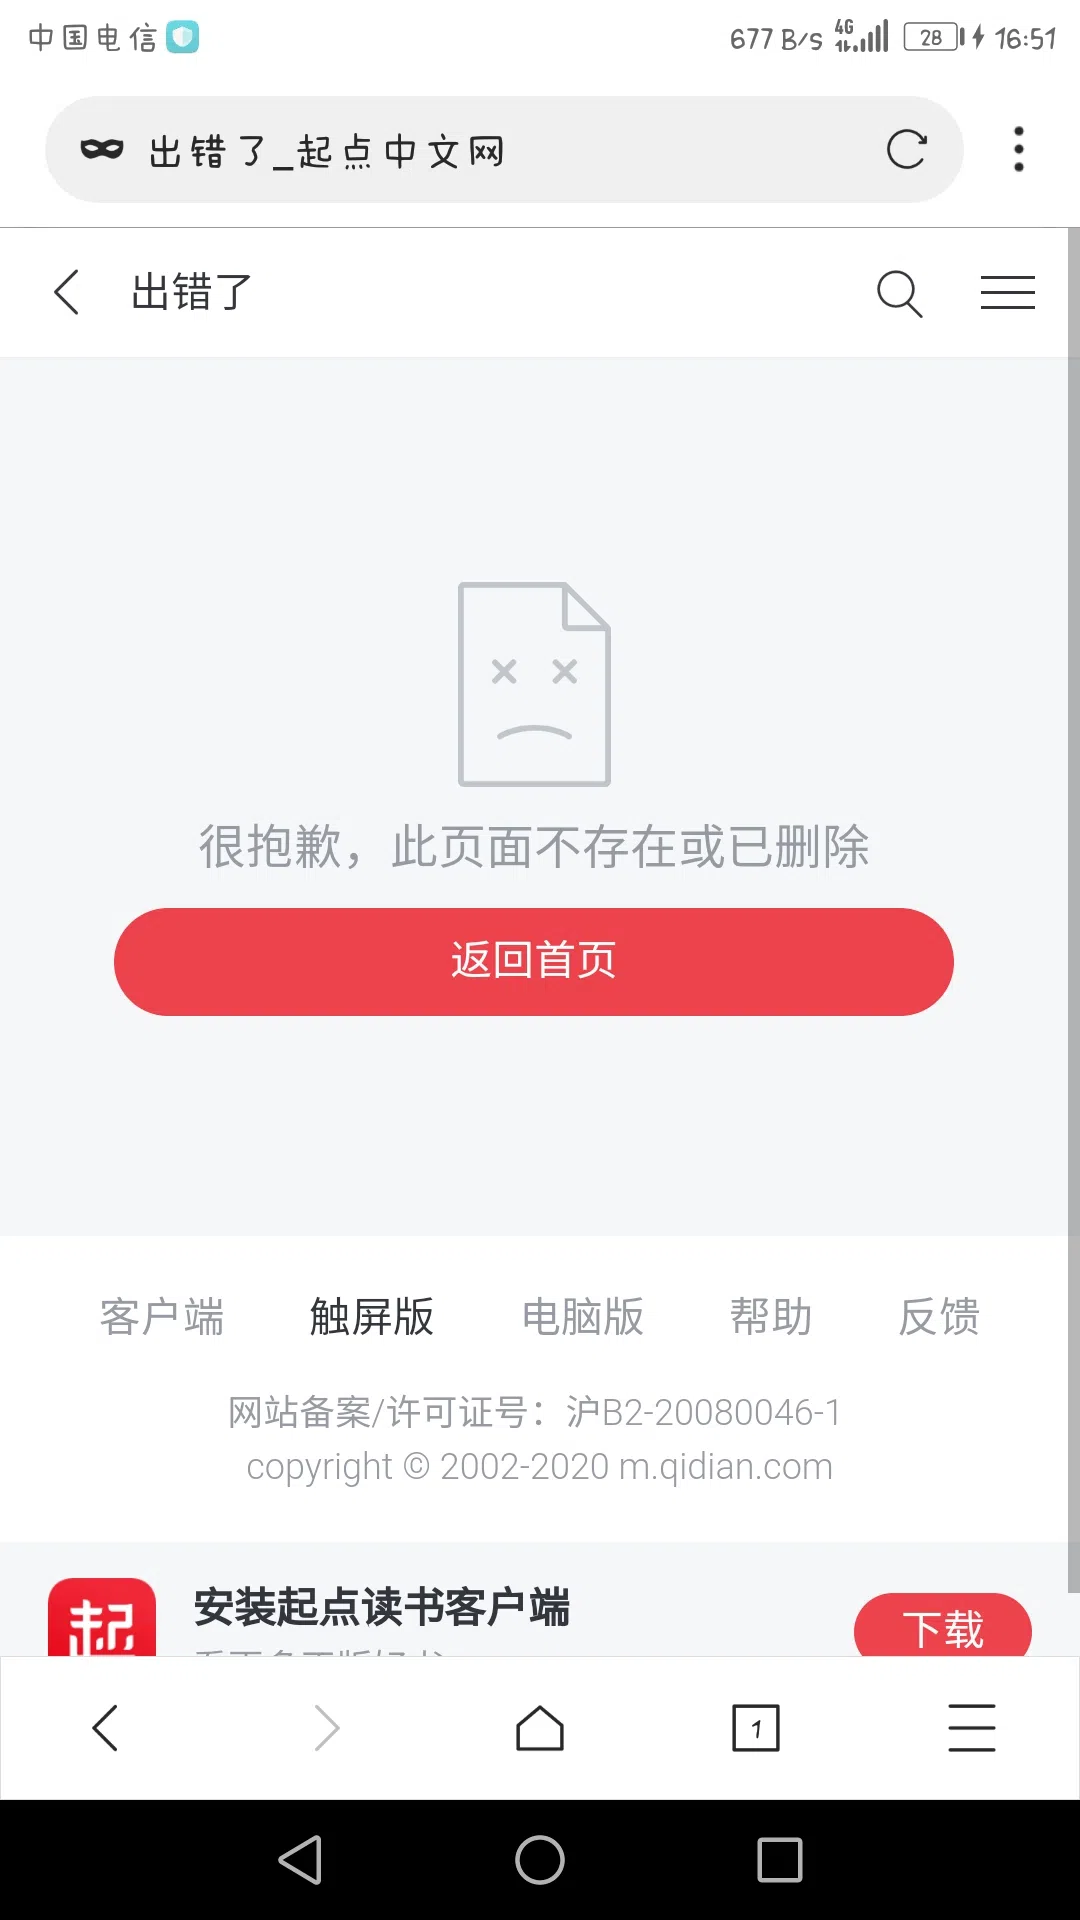 中国电信 677 B/s 4G 28 16:51
出错了_起点中文网
出错了
很抱歉，此页面不存在或已删除
返回首页
客户端 触屏版 电脑版 帮助 反馈
网站备案/许可证号：沪B2-20080046-1
copyright © 2002-2020 m.qidian.com
起 安装起点读书客户端 下载
1